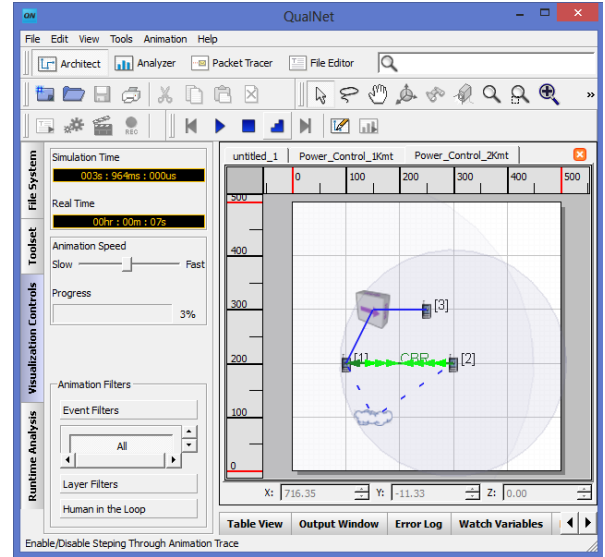 ON QualNet
File Edit View Tools Animation Help
Architect Analyzer Packet Tracer File Editor
»
REC
File System
Toolset
Visualization Controls
Runtime Analysis
Simulation Time
003s : 964ms : 000us
Real Time
00hr : 00m : 07s
Animation Speed
Slow Fast
Progress
3%
Animation Filters
Event Filters
All
Layer Filters
Human in the Loop
untitled_1 Power_Control_1Kmt Power_Control_2Kmt
0 100 200 300 400 500
500
400
300
200
100
0
[3]
[1] CBR [2]
X: 716.35 Y: -11.33 Z: 0.00
Table View Output Window Error Log Watch Variables
Enable/Disable Steping Through Animation Trace